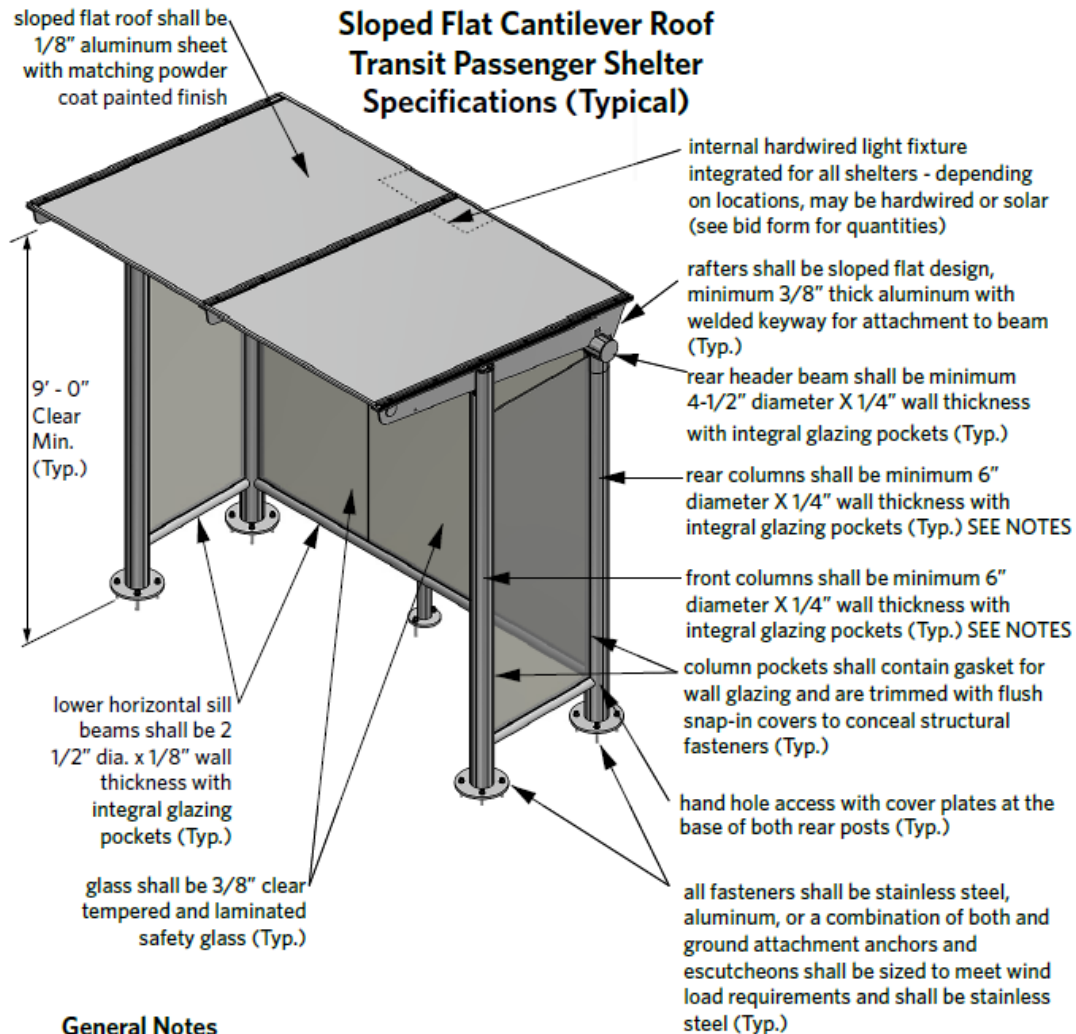 Sloped Flat Cantilever Roof
Transit Passenger Shelter
Specifications (Typical)
sloped flat roof shall be
1/8” aluminum sheet
with matching powder
coat painted finish
internal hardwired light fixture
integrated for all shelters - depending
on locations, may be hardwired or solar
(see bid form for quantities)
rafters shall be sloped flat design,
minimum 3/8” thick aluminum with
welded keyway for attachment to beam
(Typ.)
rear header beam shall be minimum
4-1/2” diameter X 1/4” wall thickness
with integral glazing pockets (Typ.)
rear columns shall be minimum 6”
diameter X 1/4” wall thickness with
integral glazing pockets (Typ.) SEE NOTES
front columns shall be minimum 6”
diameter X 1/4” wall thickness with
integral glazing pockets (Typ.) SEE NOTES
column pockets shall contain gasket for
wall glazing and are trimmed with flush
snap-in covers to conceal structural
fasteners (Typ.)
hand hole access with cover plates at the
base of both rear posts (Typ.)
all fasteners shall be stainless steel,
aluminum, or a combination of both and
ground attachment anchors and
escutcheons shall be sized to meet wind
load requirements and shall be stainless
steel (Typ.)
9’ - 0”
Clear
Min.
(Typ.)
lower horizontal sill
beams shall be 2
1/2” dia. x 1/8” wall
thickness with
integral glazing
pockets (Typ.)
glass shall be 3/8” clear
tempered and laminated
safety glass (Typ.)
General Notes